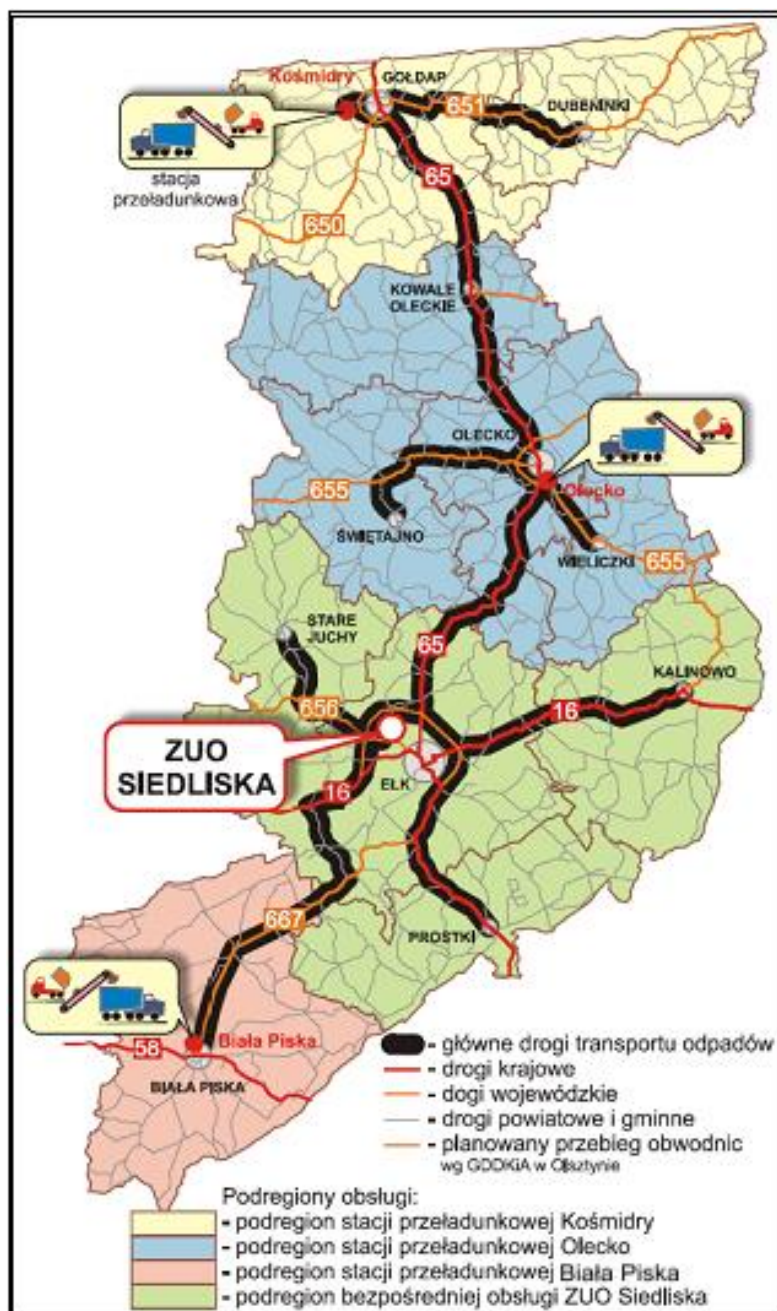 Kośmidry
GOŁDAP
651
DUBENINKI
stacja
przeładunkowa
65
650
KOWALE
OLECKIE
OLECKO
Olecko
655
ŚWIĘTAJNO
WIELICZKI
655
STARE
JUCHY
65
KALINOWO
656
16
ZUO
SIEDLISKA
EŁK
16
667
PROSTKI
58
Biała Piska
BIAŁA PISKA
- główne drogi transportu odpadów
- drogi krajowe
- dogi wojewódzkie
- drogi powiatowe i gminne
- planowany przebieg obwodnic
wg GDDKiA w Olsztynie
Podregiony obsługi:
- podregion stacji przeładunkowej Kośmidry
- podregion stacji przeładunkowej Olecko
- podregion stacji przeładunkowej Biała Piska
- podregion bezpośredniej obsługi ZUO Siedliska